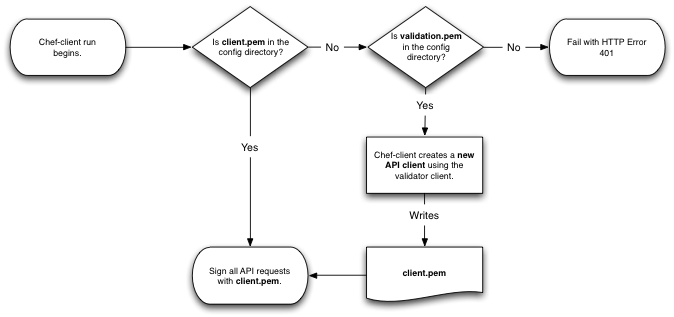 Chef-client run
begins.
Is client.pem in the
config directory?
No
Is validation.pem
in the config
directory?
No
Fail with HTTP Error
401
Yes
Yes
Chef-client creates a new
API client using the
validator client.
Writes
Sign all API requests
with client.pem.
client.pem